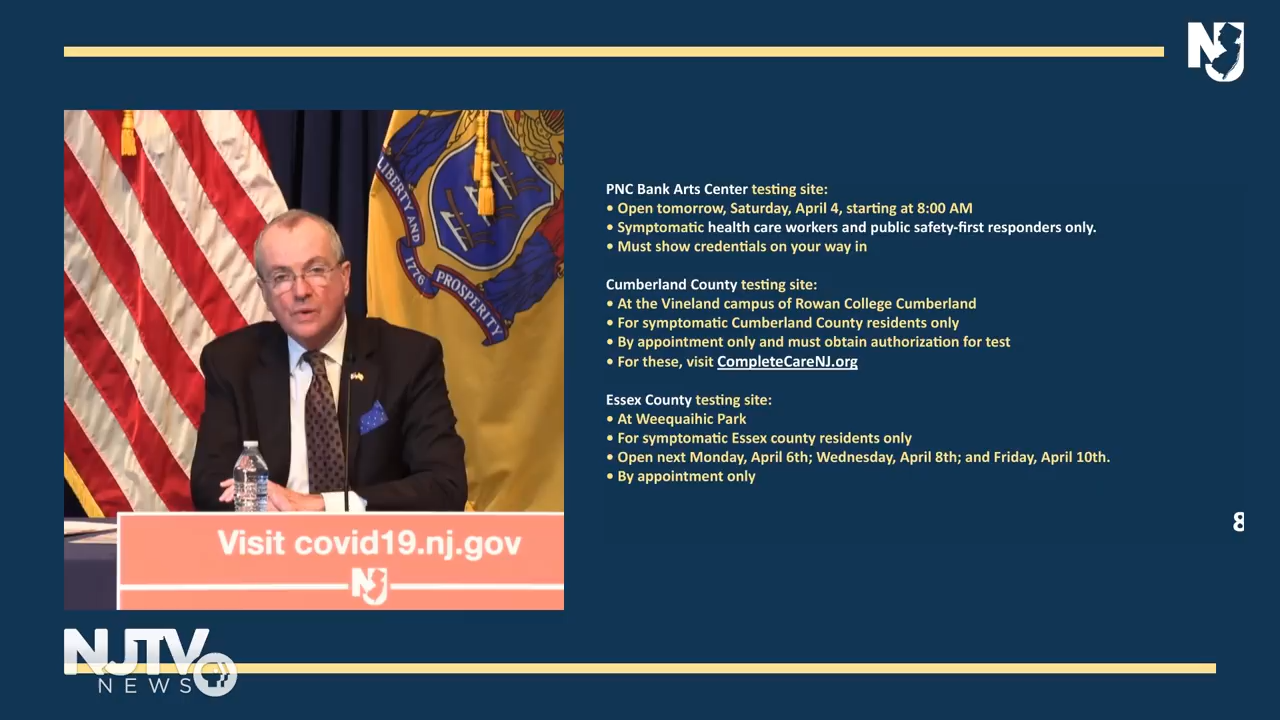 NJ
LIBERTY AND
PROSPERITY
1776
PNC Bank Arts Center testing site:
• Open tomorrow, Saturday, April 4, starting at 8:00 AM
• Symptomatic health care workers and public safety-first responders only.
• Must show credentials on your way in
Cumberland County testing site:
• At the Vineland campus of Rowan College Cumberland
• For symptomatic Cumberland County residents only
• By appointment only and must obtain authorization for test
• For these, visit CompleteCareNJ.org
Essex County testing site:
• At Weequaihic Park
• For symptomatic Essex county residents only
• Open next Monday, April 6th; Wednesday, April 8th; and Friday, April 10th.
• By appointment only
8
Visit covid19.nj.gov
NJ
NJTV
NEWS